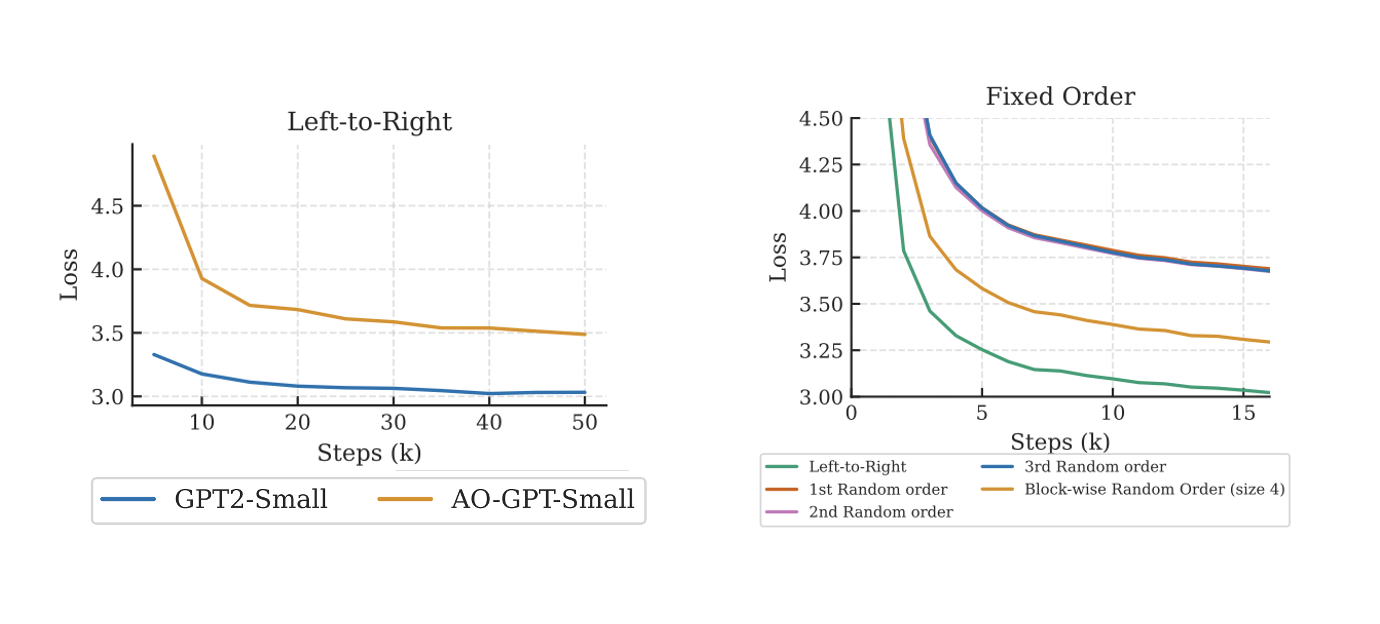 Left-to-Right
Loss
4.5
4.0
3.5
3.0
10 20 30 40 50
Steps (k)
GPT2-Small AO-GPT-Small
Fixed Order
Loss
4.50
4.25
4.00
3.75
3.50
3.25
3.00
0 5 10 15
Steps (k)
Left-to-Right 3rd Random order
1st Random order Block-wise Random Order (size 4)
2nd Random order